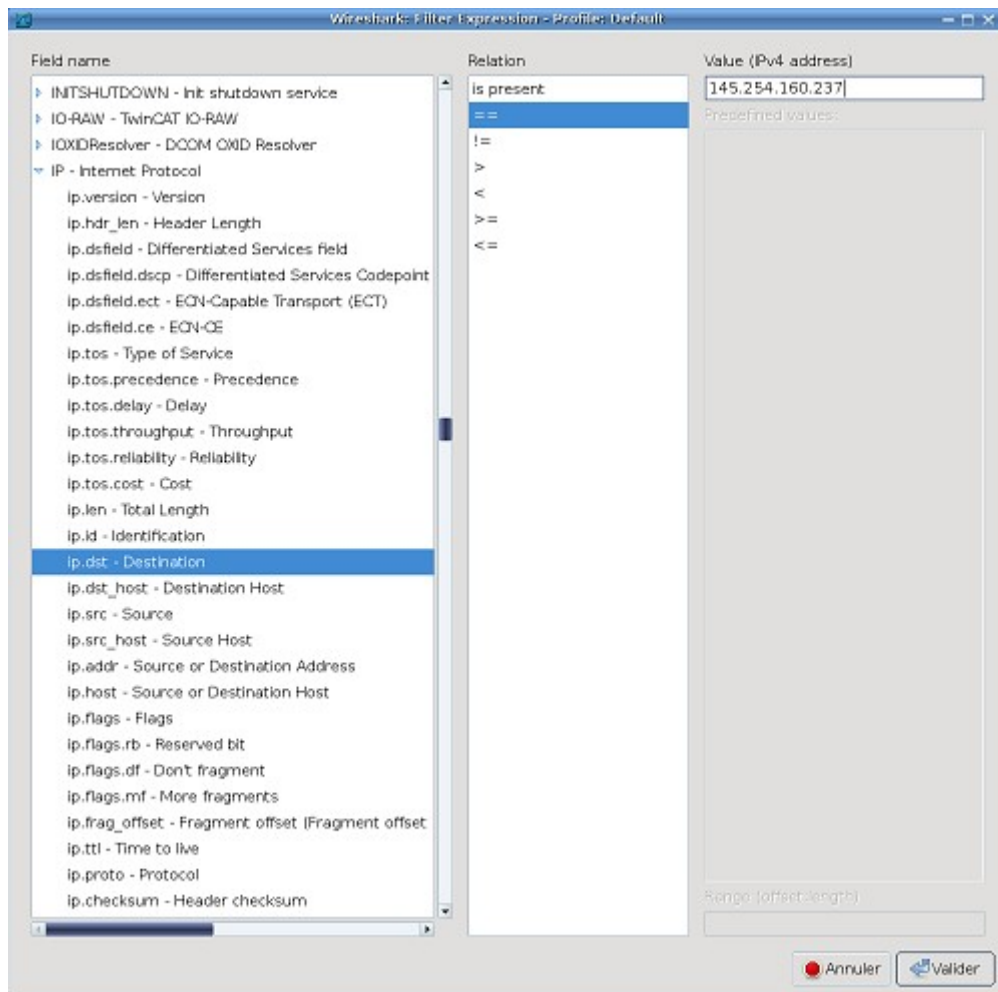 Wireshark: Filter Expression - Profile: Default
Field name
INITSHUTDOWN - Init shutdown service
IO-RAW - TwinCAT IO-RAW
IOXIDResolver - DCOM OXID Resolver
IP - Internet Protocol
ip.version - Version
ip.hdr_len - Header Length
ip.dsfield - Differentiated Services field
ip.dsfield.dscp - Differentiated Services Codepoint
ip.dsfield.ect - ECN-Capable Transport (ECT)
ip.dsfield.ce - ECN-CE
ip.tos - Type of Service
ip.tos.precedence - Precedence
ip.tos.delay - Delay
ip.tos.throughput - Throughput
ip.tos.reliability - Reliability
ip.tos.cost - Cost
ip.len - Total Length
ip.id - Identification
ip.dst - Destination
ip.dst_host - Destination Host
ip.src - Source
ip.src_host - Source Host
ip.addr - Source or Destination Address
ip.host - Source or Destination Host
ip.flags - Flags
ip.flags.rb - Reserved bit
ip.flags.df - Don't fragment
ip.flags.mf - More fragments
ip.frag_offset - Fragment offset (Fragment offset
ip.ttl - Time to live
ip.proto - Protocol
ip.checksum - Header checksum
Relation
is present
==
!=
>
<
>=
<=
Value (IPv4 address)
145.254.160.237
Predefined values:
Range (offset:length)
Annuler
Valider